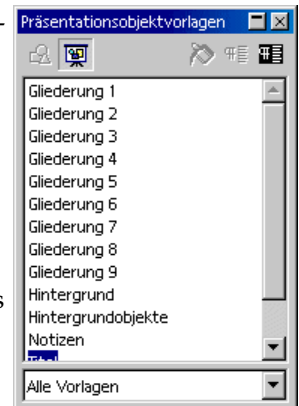 Präsentationsobjektvorlagen
Gliederung 1
Gliederung 2
Gliederung 3
Gliederung 4
Gliederung 5
Gliederung 6
Gliederung 7
Gliederung 8
Gliederung 9
Hintergrund
Hintergrundobjekte
s
Notizen
Titel
Alle Vorlagen